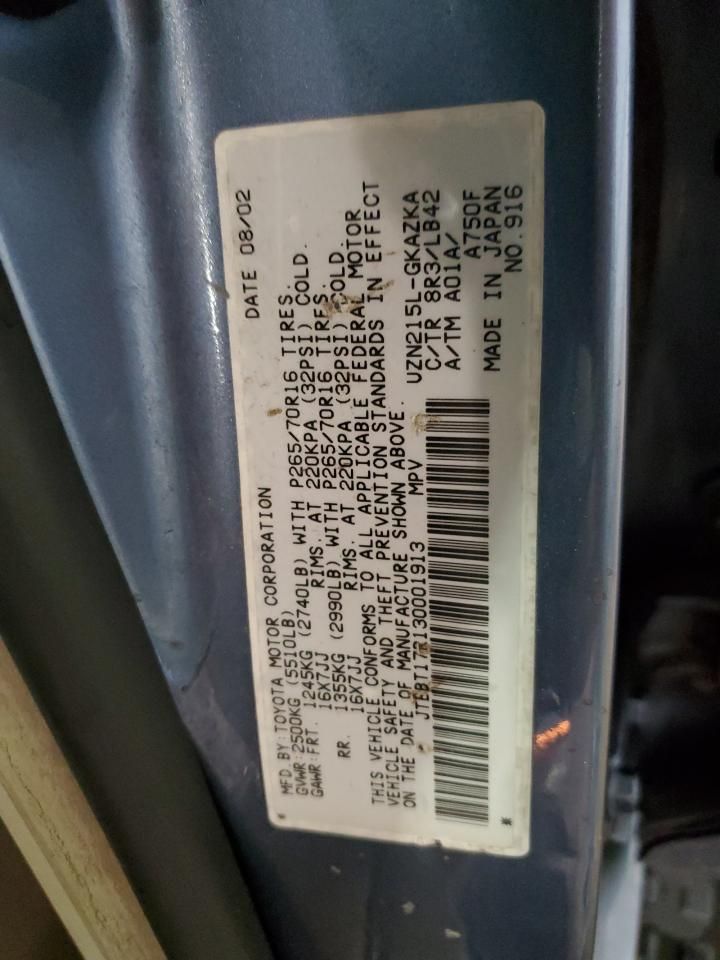 MFD.BY:TOYOTA MOTOR CORPORATION DATE 08/02
GVWR:2500KG (5510LB)
GAWR:FRT. 1245KG (2740LB) WITH P265/70R16 TIRES.
16X7JJ RIMS. AT 220KPA (32PSI) COLD.
RR. 1355KG (2990LB) WITH P265/70R16 TIRES.
16X7JJ RIMS. AT 220KPA (32PSI) COLD.
THIS VEHICLE CONFORMS TO ALL APPLICABLE FEDERAL MOTOR
VEHICLE SAFETY AND THEFT PREVENTION STANDARDS IN EFFECT
ON THE DATE OF MANUFACTURE SHOWN ABOVE.
JTEBT17R130001913 MPV
UZN215L-GKAZKA
C/TR 8R3/LB42
A/TM A01A/
A750F
MADE IN JAPAN
NO.916